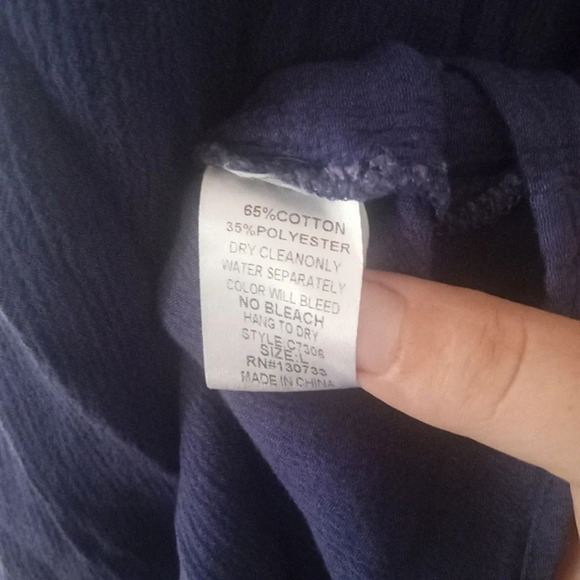 65%COTTON
35%POLYESTER
DRY CLEANONLY
WATER SEPARATELY
COLOR WILL BLEED
NO BLEACH
HANG TO DRY
STYLE C7306
SIZE:L
RN#130733
MADE IN CHINA